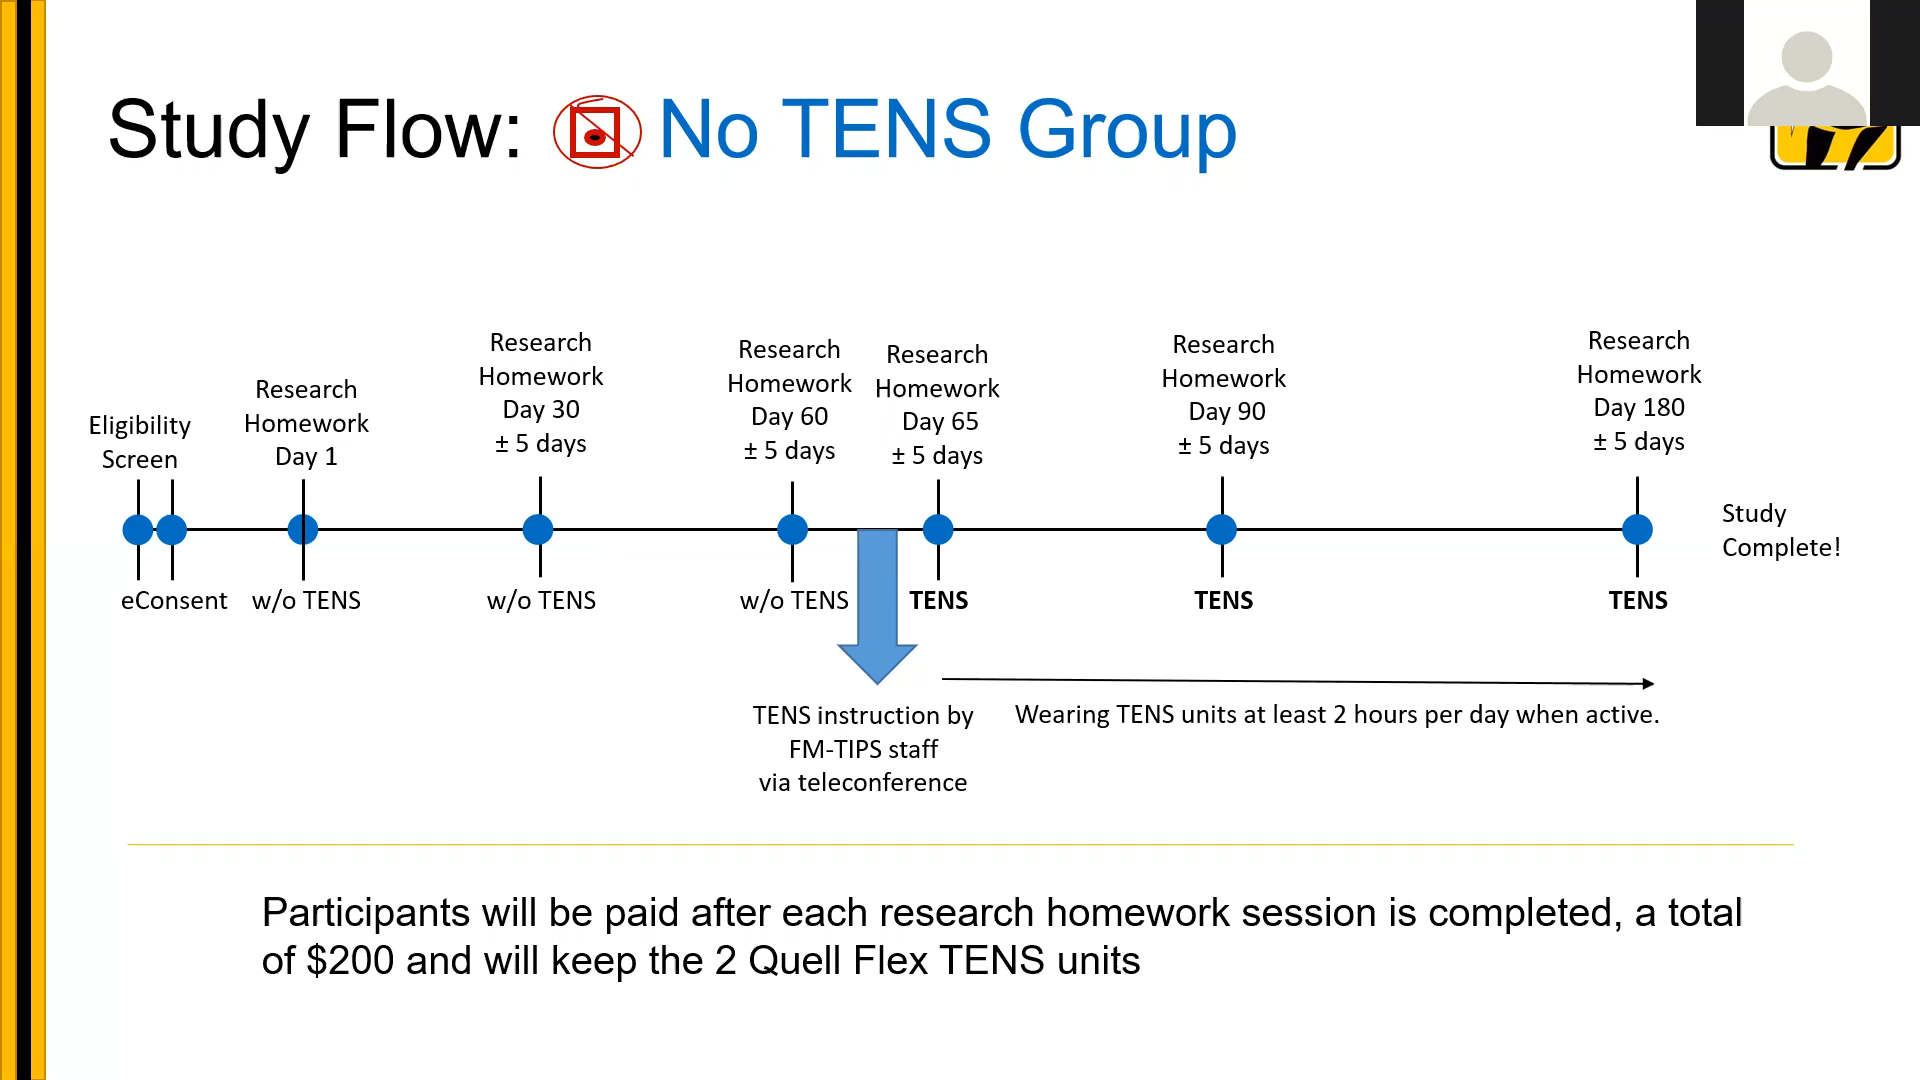 Study Flow: No TENS Group
Eligibility
Screen
eConsent
Research
Homework
Day 1
w/o TENS
Research
Homework
Day 30
± 5 days
w/o TENS
Research
Homework
Day 60
± 5 days
w/o TENS
Research
Homework
Day 65
± 5 days
TENS
Research
Homework
Day 90
± 5 days
TENS
Research
Homework
Day 180
± 5 days
TENS
Study
Complete!
TENS instruction by
FM-TIPS staff
via teleconference
Wearing TENS units at least 2 hours per day when active.
Participants will be paid after each research homework session is completed, a total
of $200 and will keep the 2 Quell Flex TENS units